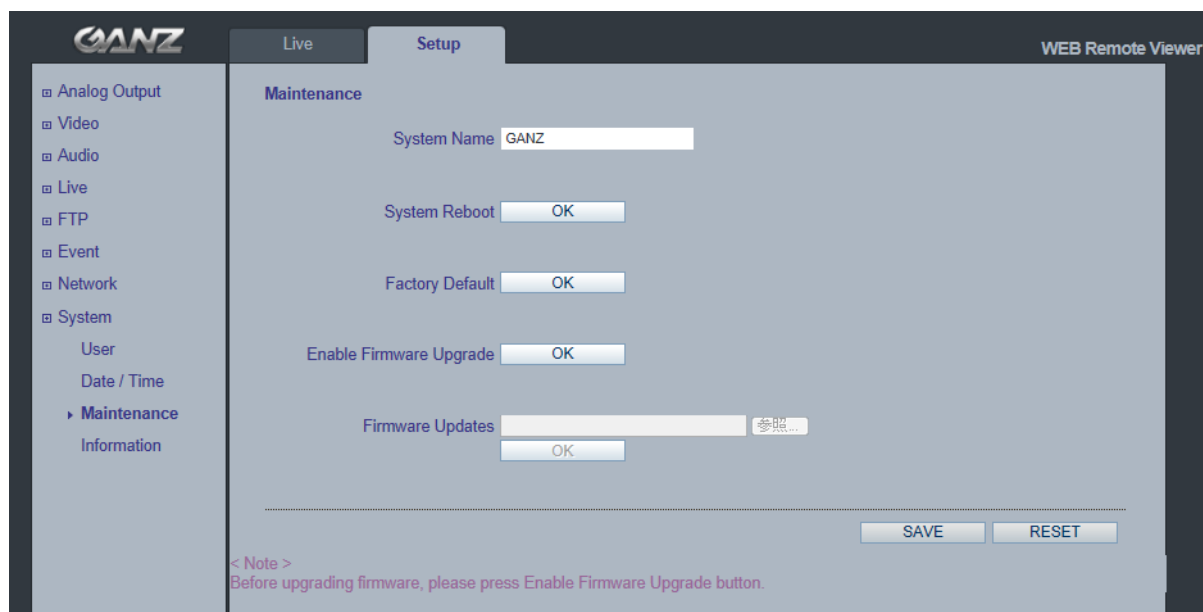 GANZ
Live
Setup
WEB Remote Viewer
Analog Output
Video
Audio
Live
FTP
Event
Network
System
User
Date / Time
Maintenance
Information
Maintenance
System Name GANZ
System Reboot OK
Factory Default OK
Enable Firmware Upgrade OK
Firmware Updates 参照...
OK
SAVE RESET
< Note >
Before upgrading firmware, please press Enable Firmware Upgrade button.